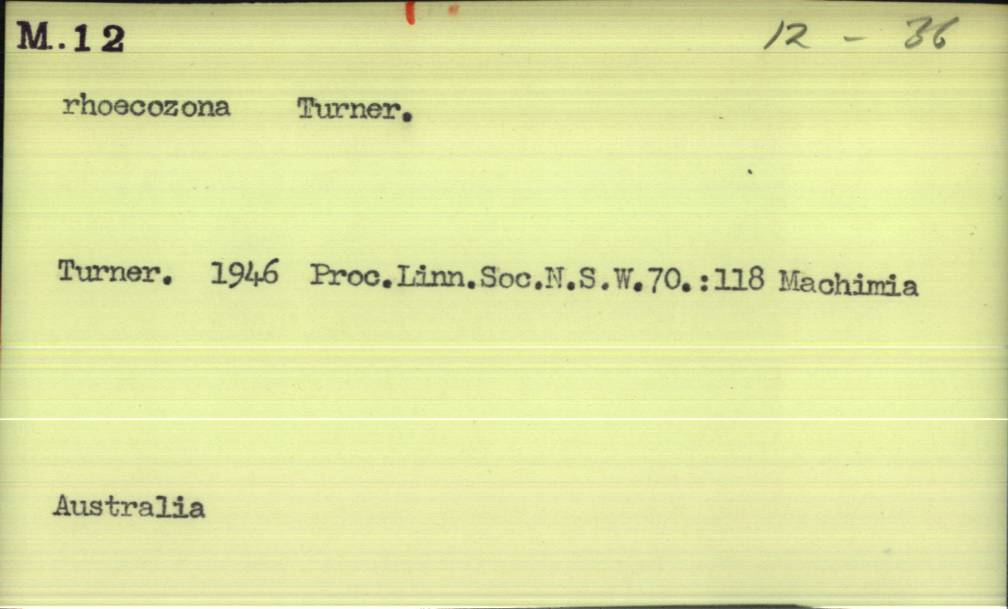 M.12
12 - 36
rhoecozona Turner.
Turner. 1946 Proc.Linn.Soc.N.S.W.70.:118 Machimia
Australia